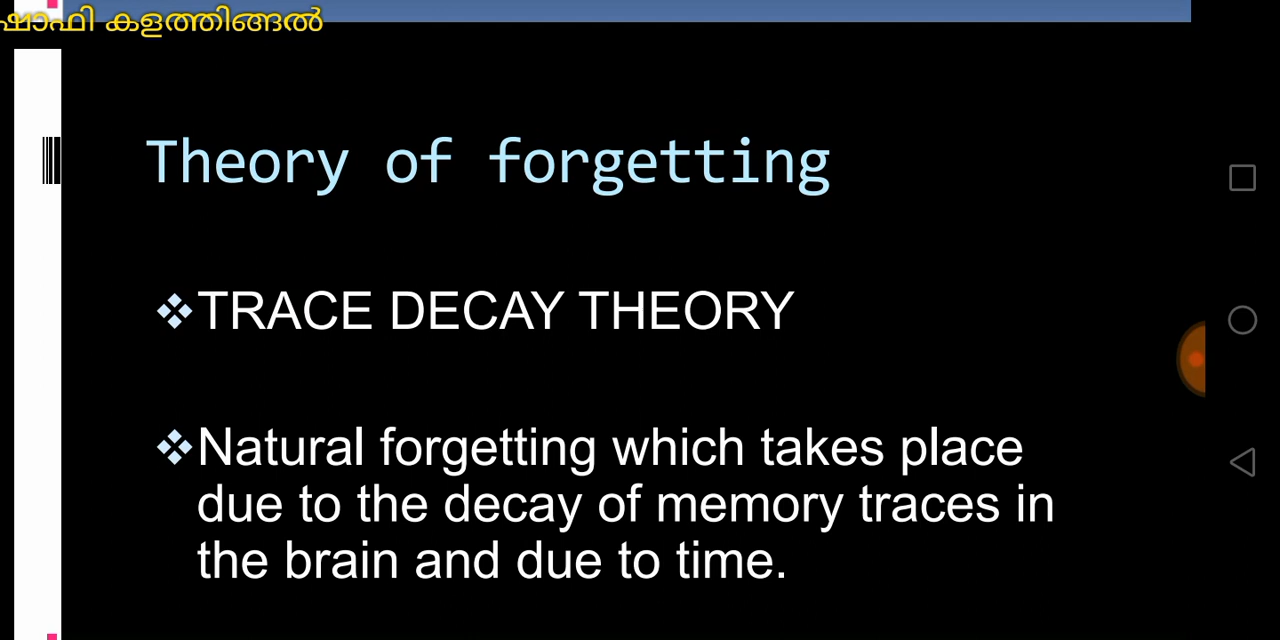 ഷാഫി കളത്തിങ്ങൽ
Theory of forgetting
❖TRACE DECAY THEORY
❖Natural forgetting which takes place
due to the decay of memory traces in
the brain and due to time.